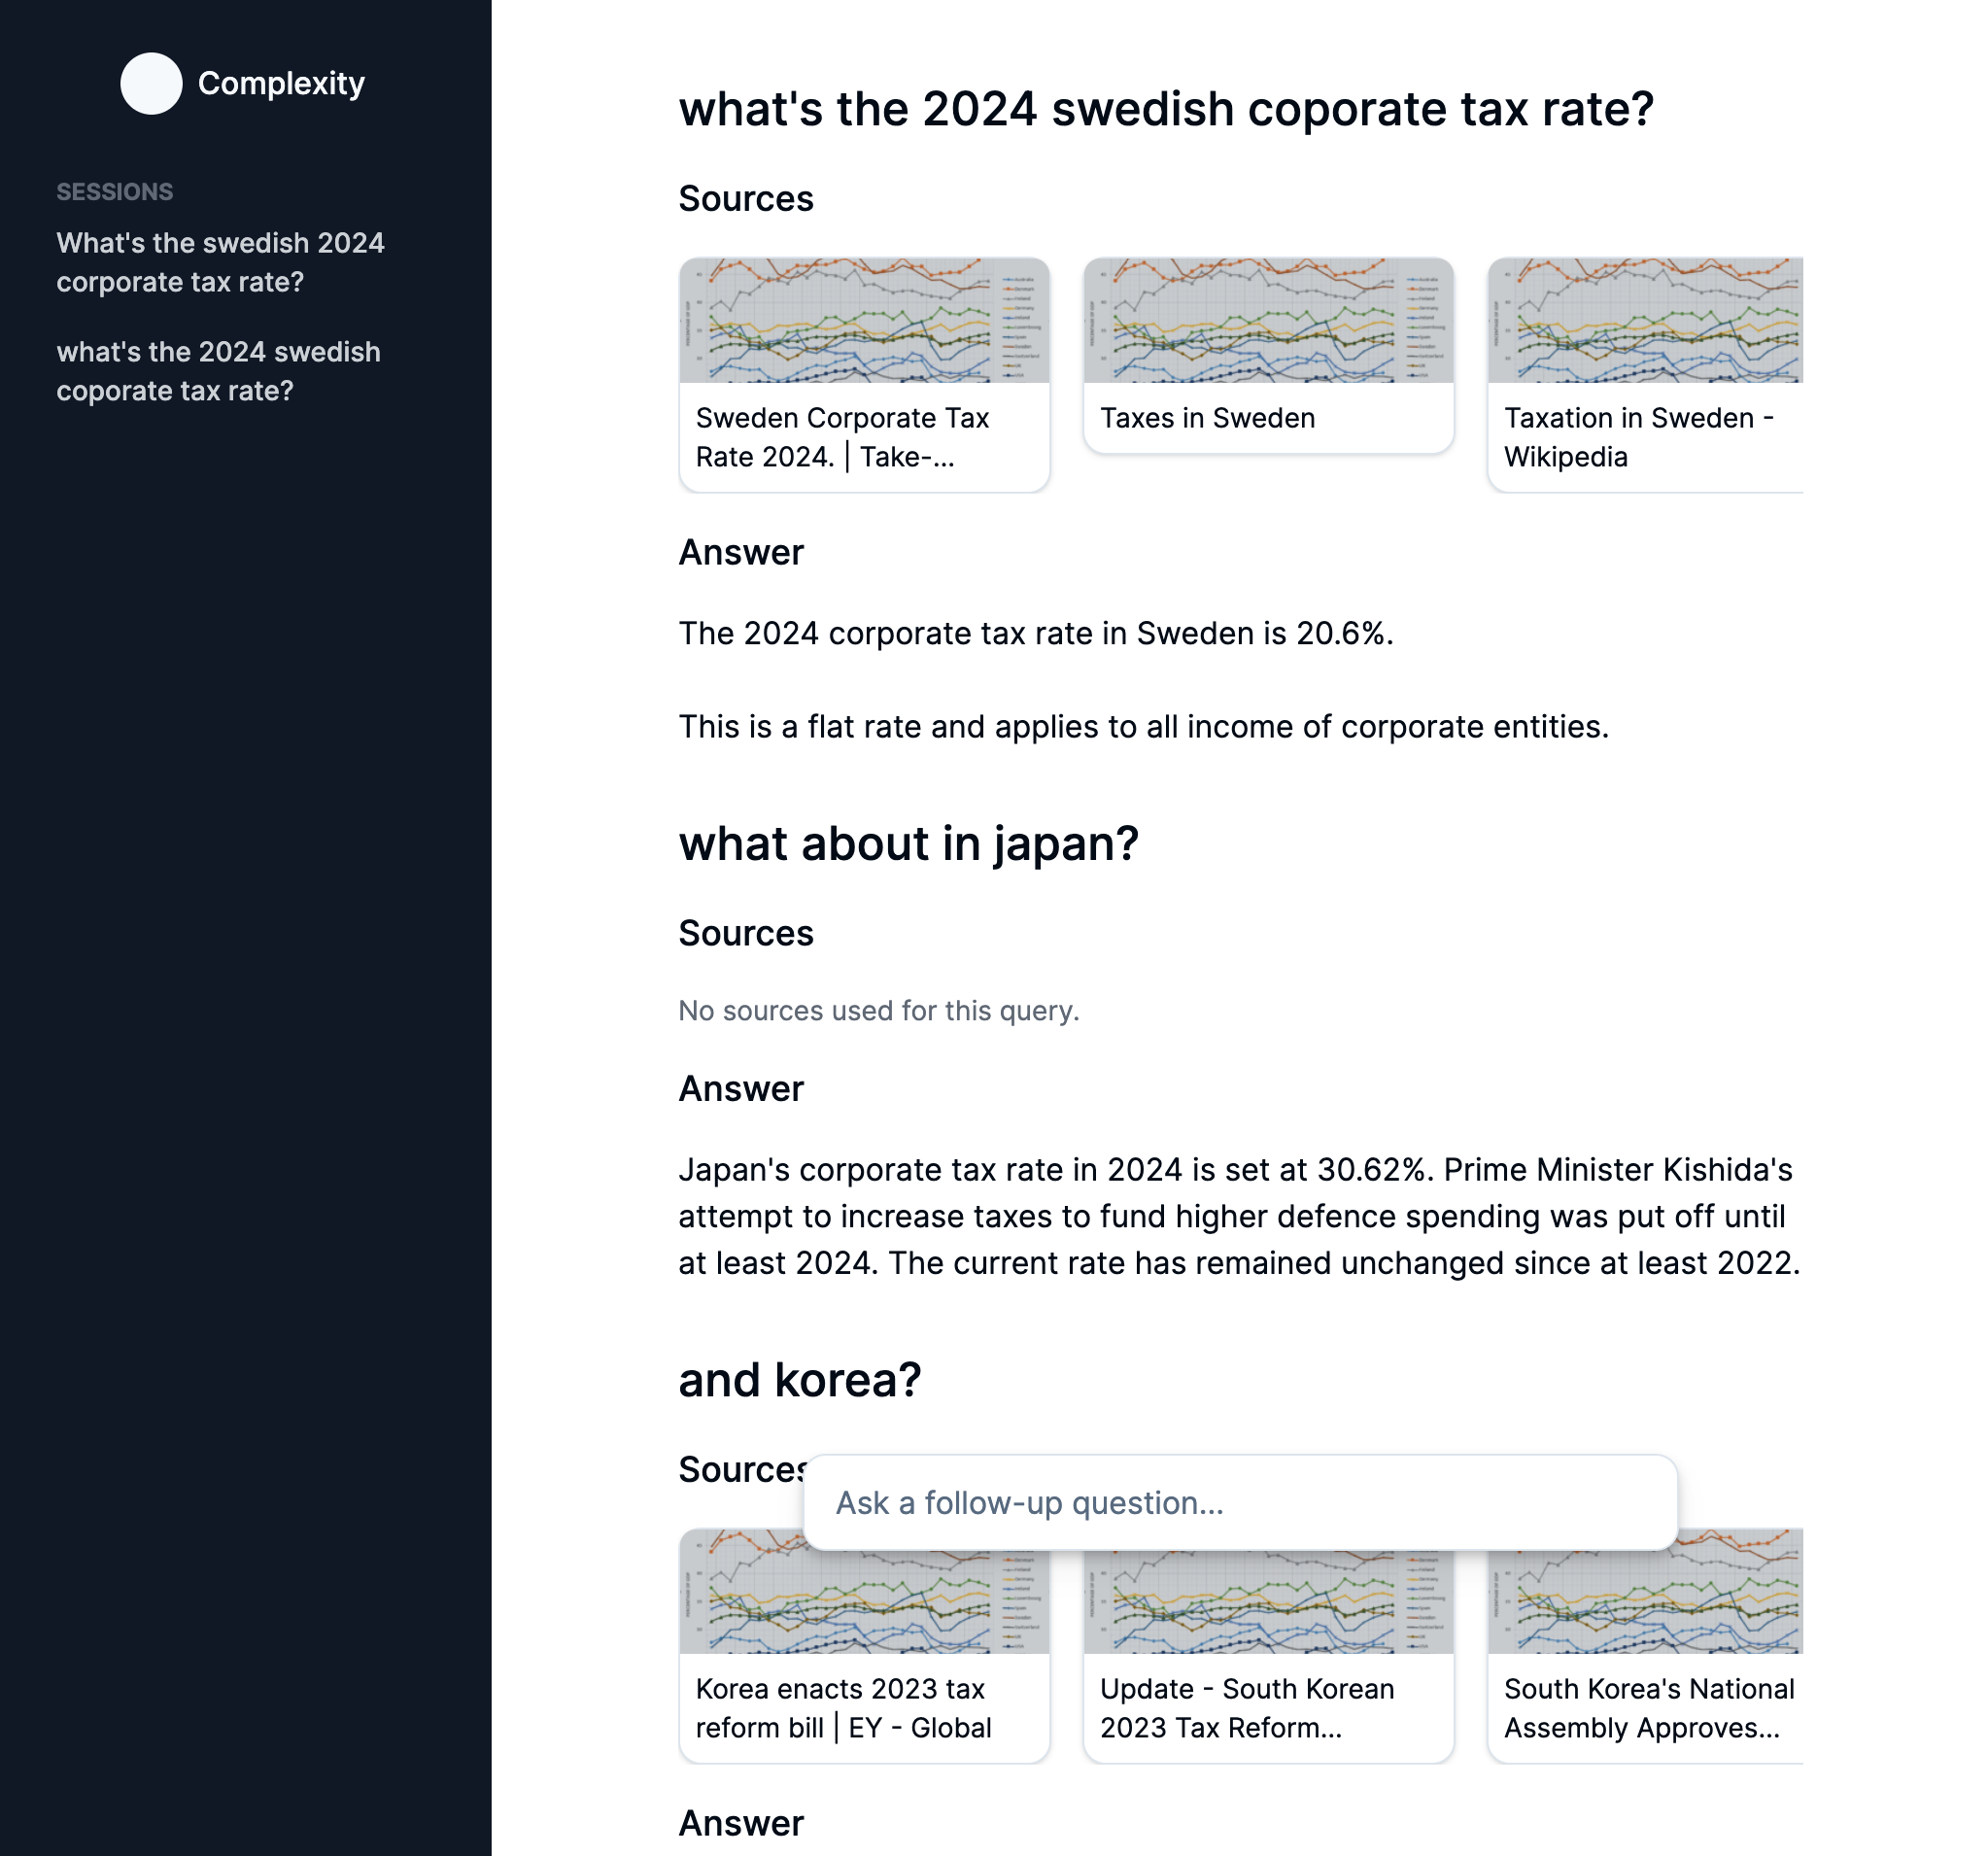 Complexity
SESSIONS
What's the swedish 2024
corporate tax rate?
what's the 2024 swedish
coporate tax rate?
what's the 2024 swedish coporate tax rate?
Sources
Sweden Corporate Tax
Rate 2024. | Take-...
Taxes in Sweden
Taxation in Sweden -
Wikipedia
Answer
The 2024 corporate tax rate in Sweden is 20.6%.
This is a flat rate and applies to all income of corporate entities.
what about in japan?
Sources
No sources used for this query.
Answer
Japan's corporate tax rate in 2024 is set at 30.62%. Prime Minister Kishida's
attempt to increase taxes to fund higher defence spending was put off until
at least 2024. The current rate has remained unchanged since at least 2022.
and korea?
Sources
Ask a follow-up question...
Korea enacts 2023 tax
reform bill | EY - Global
Update - South Korean
2023 Tax Reform...
South Korea's National
Assembly Approves...
Answer